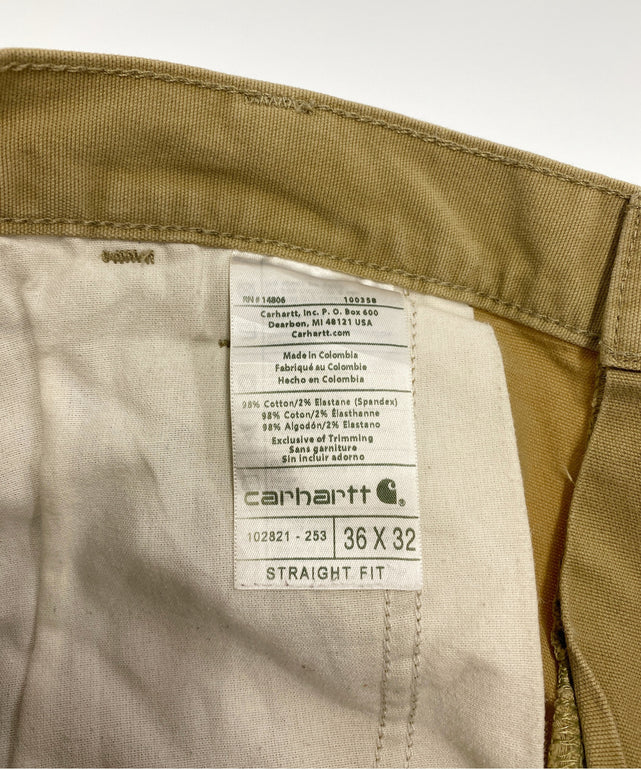 RN# 14806 100358
Carhartt, Inc. P. O. Box 600
Dearbon, MI 48121 USA
Carhartt.com
Made in Colombia
Fabriqué au Colombie
Hecho en Colombia
98% Cotton/2% Elastane (Spandex)
98% Coton/2% Élasthanne
98% Algodón/2% Elastano
Exclusive of Trimming
Sans garniture
Sin incluir adorno
carhartt
102821 - 253 36 X 32
STRAIGHT FIT